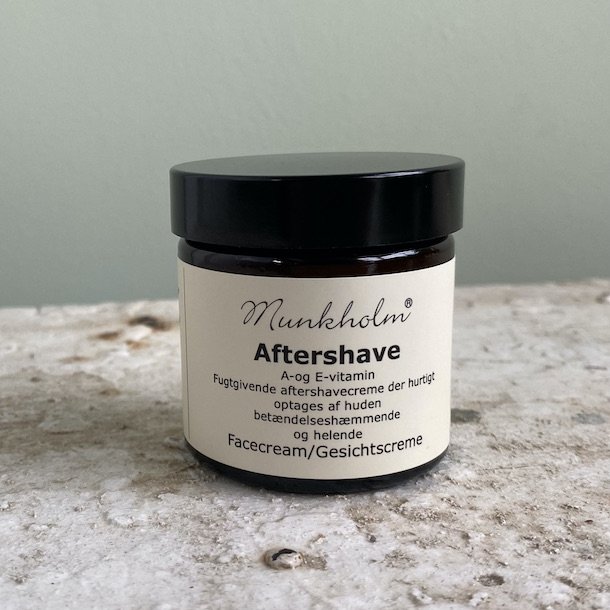 Munkholm®
Aftershave
A-og E-vitamin
Fugtgivende aftershavecreme der hurtigt
optages af huden
betændelseshæmmende
og helende
Facecream/Gesichtscreme